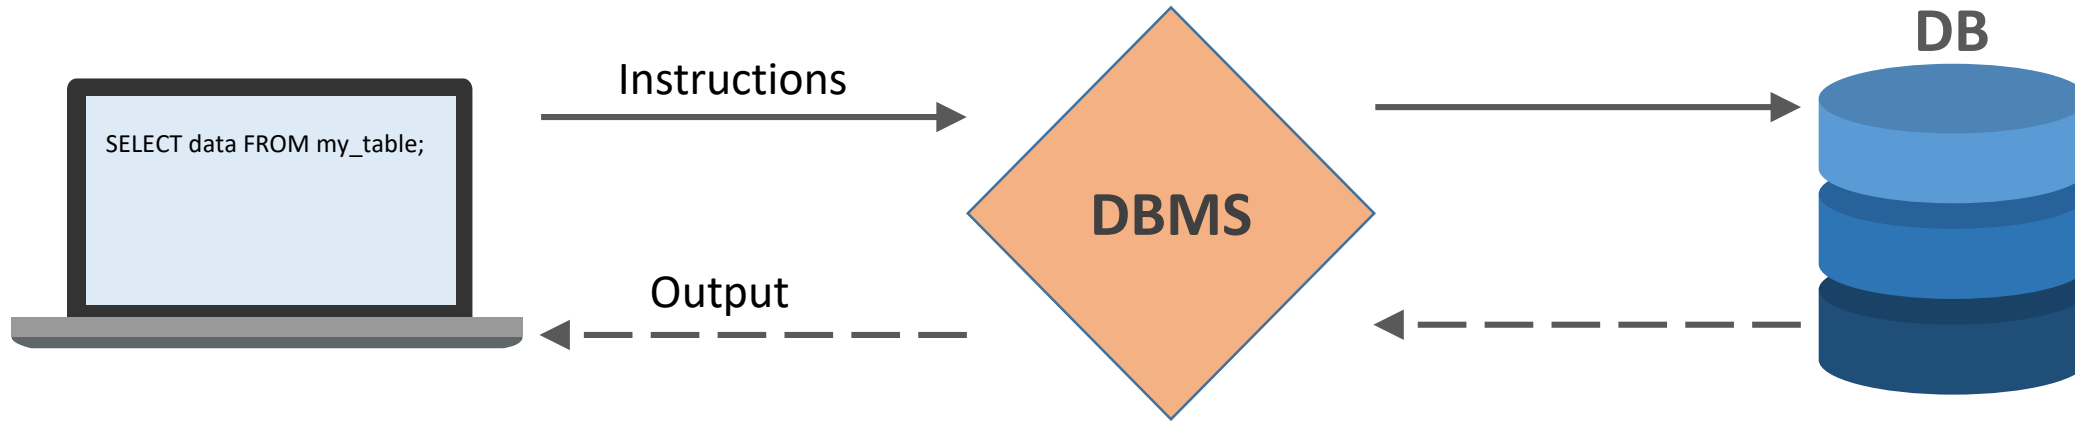 DB
Instructions
SELECT data FROM my_table;
DBMS
Output